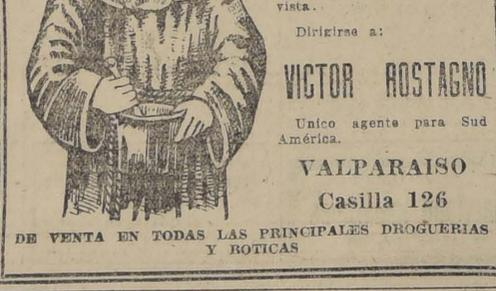 vista.
Dirigirse a:
VICTOR ROSTAGNO
Unico agente para Sud
América.
VALPARAISO
Casilla 126
DE VENTA EN TODAS LAS PRINCIPALES DROGUERIAS
Y BOTICAS